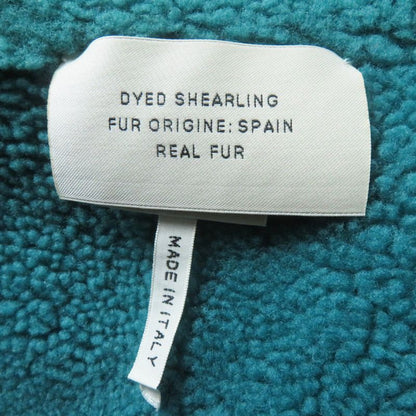 DYED SHEARLING
FUR ORIGINE: SPAIN
REAL FUR
MADE IN ITALY